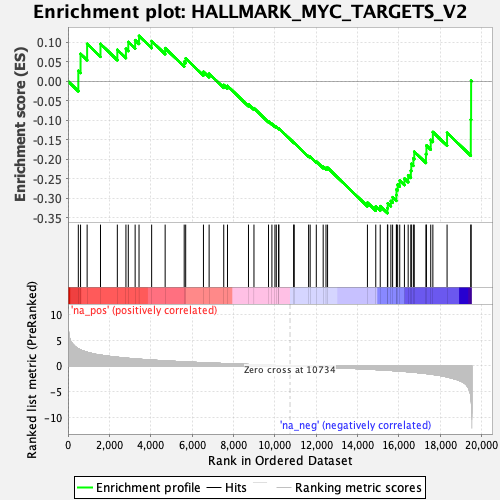 Enrichment plot: HALLMARK_MYC_TARGETS_V2
Enrichment score (ES)
0.10
0.05
0.00
-0.05
-0.10
-0.15
-0.20
-0.25
-0.30
-0.35
'na_pos' (positively correlated)
Ranked list metric (PreRanked)
10
5
0
-5
-10
Zero cross at 10734
'na_neg' (negatively correlated)
0
2,000
4,000
6,000
8,000
10,000
12,000
14,000
16,000
18,000
20,000
Rank in Ordered Dataset
Enrichment profile
Hits
Ranking metric scores